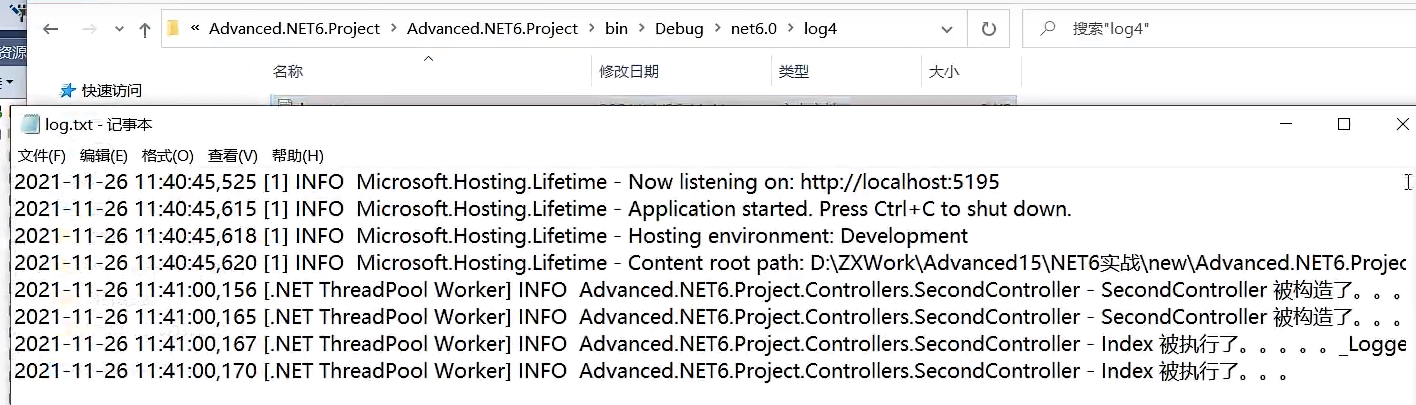 « Advanced.NET6.Project > Advanced.NET6.Project > bin > Debug > net6.0 > log4
搜索"log4"
资源
名称 修改日期 类型 大小
快速访问
log.txt - 记事本
文件(F) 编辑(E) 格式(O) 查看(V) 帮助(H)
2021-11-26 11:40:45,525 [1] INFO  Microsoft.Hosting.Lifetime - Now listening on: http://localhost:5195
2021-11-26 11:40:45,615 [1] INFO  Microsoft.Hosting.Lifetime - Application started. Press Ctrl+C to shut down.
2021-11-26 11:40:45,618 [1] INFO  Microsoft.Hosting.Lifetime - Hosting environment: Development
2021-11-26 11:40:45,620 [1] INFO  Microsoft.Hosting.Lifetime - Content root path: D:\ZXWork\Advanced15\NET6实战\new\Advanced.NET6.Projec
2021-11-26 11:41:00,156 [.NET ThreadPool Worker] INFO  Advanced.NET6.Project.Controllers.SecondController - SecondController 被构造了。。。
2021-11-26 11:41:00,165 [.NET ThreadPool Worker] INFO  Advanced.NET6.Project.Controllers.SecondController - SecondController 被构造了。。。
2021-11-26 11:41:00,167 [.NET ThreadPool Worker] INFO  Advanced.NET6.Project.Controllers.SecondController - Index 被执行了。。。。。_Logge
2021-11-26 11:41:00,170 [.NET ThreadPool Worker] INFO  Advanced.NET6.Project.Controllers.SecondController - Index 被执行了。。。